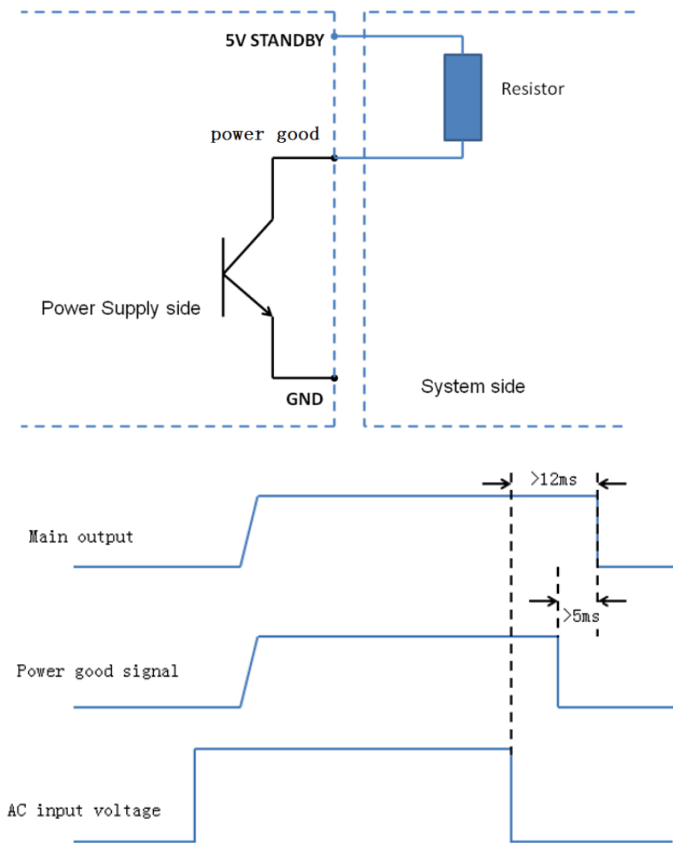 5V STANDBY
Resistor
power good
Power Supply side
System side
GND
>12ms
Main output
>5ms
Power good signal
AC input voltage